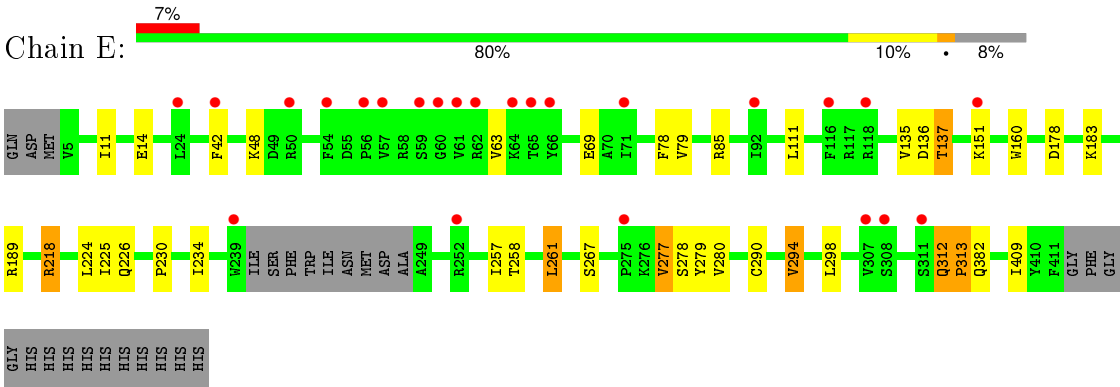 7%
Chain E:
80% 10% • 8%
GLN ASP MET V5 I11 E14 L24 F42 K48 D49 R50 F54 D55 P56 V57 R58 S59 G60 V61 R62 V63 K64 T65 Y66 E69 A70 I71 F78 V79 R85 I92 L111 F116 R117 R118 V135 D136 T137 K151 W160 D178 K183
R189 R218 L224 I225 Q226 P230 I234 W239 ILE SER PHE TRP ILE ASN MET ASP ALA A249 R252 I257 T258 L261 S267 P275 K276 V277 S278 Y279 V280 C290 V294 L298 V307 S308 S311 Q312 P313 Q382 I409 Y410 F411 GLY PHE GLY
GLY HIS HIS HIS HIS HIS HIS HIS HIS HIS